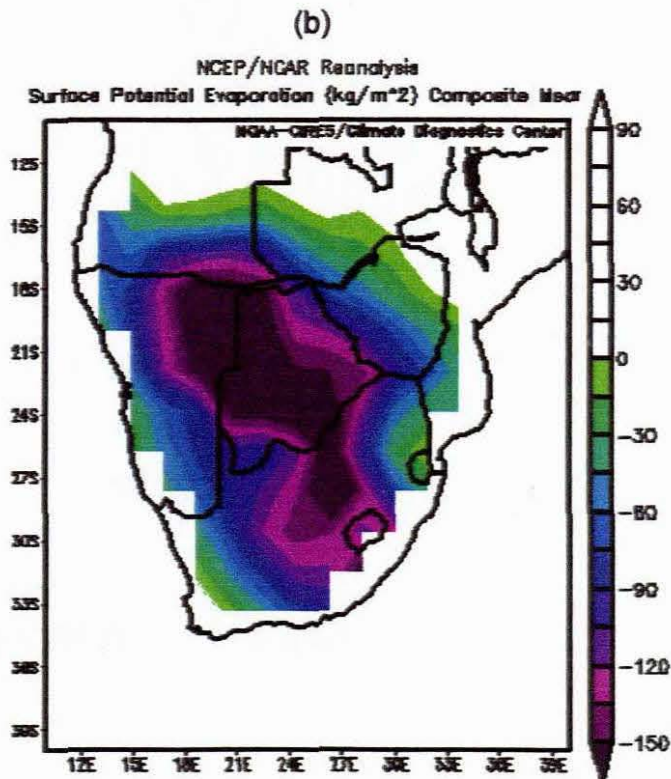 (b)
NCEP/NCAR Reanalysis
Surface Potential Evaporation {kg/m^2} Composite Mean
NOAA-CIRES/Climate Diagnostics Center
90
60
30
0
-30
-60
-90
-120
-150
12S
15S
18S
21S
24S
27S
30S
33S
36S
39S
12E
15E
18E
21E
24E
27E
30E
33E
36E
39E